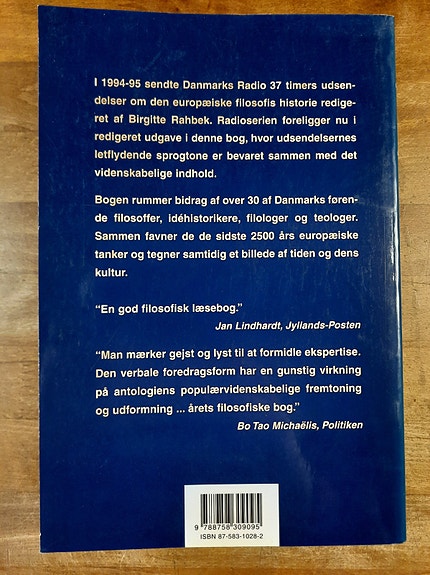 I 1994-95 sendte Danmarks Radio 37 timers udsen-
delser om den europæiske filosofis historie redige-
ret af Birgitte Rahbek. Radioserien foreligger nu i
redigeret udgave i denne bog, hvor udsendelsernes
letflydende sprogtone er bevaret sammen med det
videnskabelige indhold.
Bogen rummer bidrag af over 30 af Danmarks føren-
de filosoffer, idéhistorikere, filologer og teologer.
Sammen favner de de sidste 2500 års europæiske
tanker og tegner samtidig et billede af tiden og dens
kultur.
“En god filosofisk læsebog.”
Jan Lindhardt, Jyllands-Posten
“Man mærker gejst og lyst til at formidle ekspertise.
Den verbale foredragsform har en gunstig virkning
på antologiens populærvidenskabelige fremtoning
og udformning ... årets filosofiske bog.”
Bo Tao Michaëlis, Politiken
9 788758 309095
ISBN 87-583-1028-2